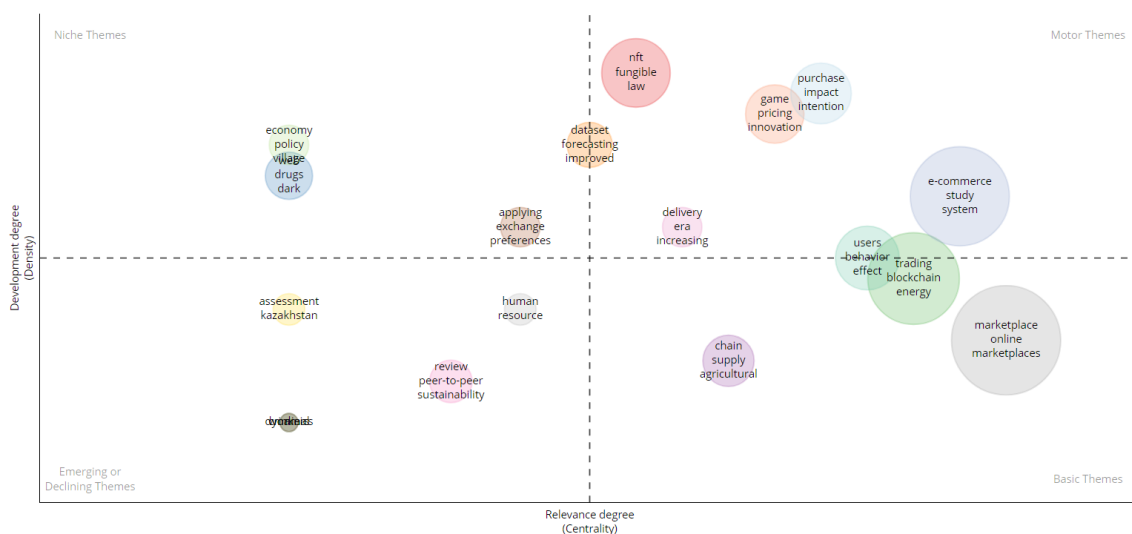 Niche Themes
Motor Themes
nft
fungible
law
purchase
impact
intention
game
pricing
innovation
economy
policy
village
web
drugs
dark
dataset
forecasting
improved
e-commerce
study
system
applying
exchange
preferences
delivery
era
increasing
users
behavior
effect
trading
blockchain
energy
assessment
kazakhstan
human
resource
marketplace
online
marketplaces
chain
supply
agricultural
review
peer-to-peer
sustainability
Emerging or
Declining Themes
Basic Themes
Relevance degree
(Centrality)
Development degree
(Density)